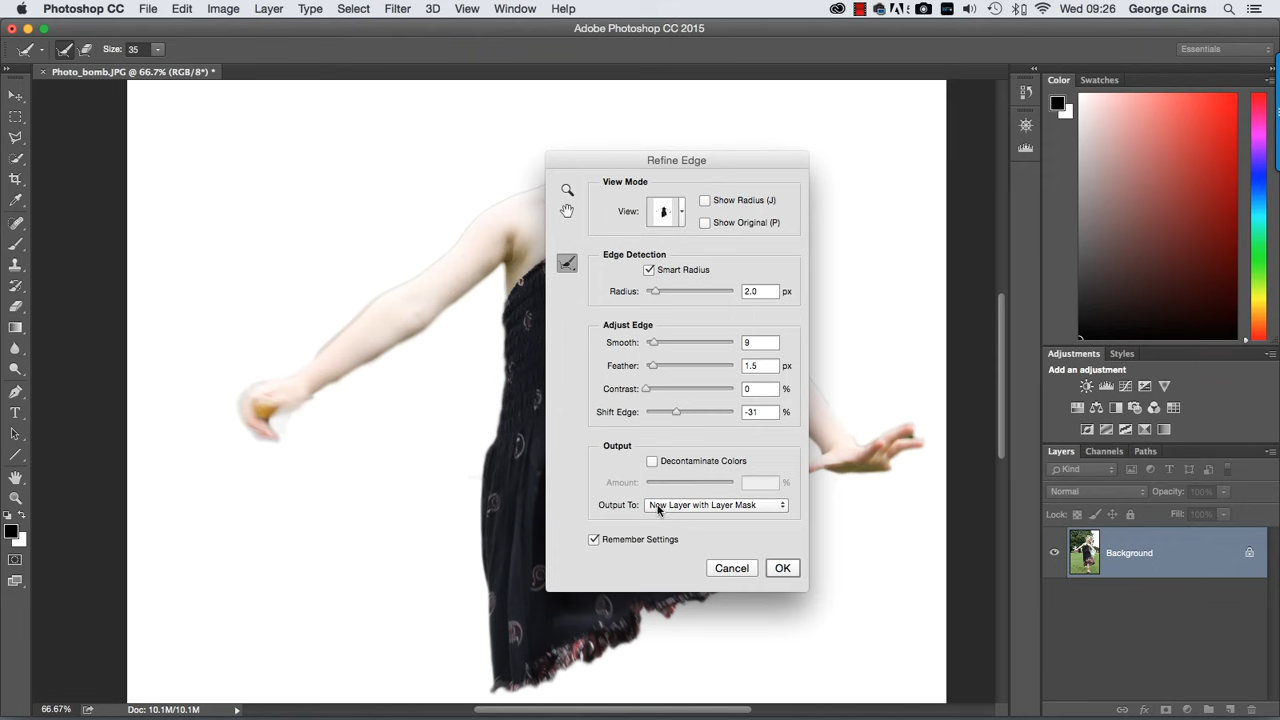 Photoshop CC File Edit Image Layer Type Select Filter 3D View Window Help Wed 09:26 George Cairns
Adobe Photoshop CC 2015
Size: 35 Essentials
× Photo_bomb.JPG @ 66.7% (RGB/8*) *
Color Swatches
Refine Edge
View Mode
View: Show Radius (J)
Show Original (P)
Edge Detection
Smart Radius
Radius: 2.0 px
Adjust Edge
Smooth: 9
Feather: 1.5 px
Contrast: 0 %
Shift Edge: -31 %
Output
Decontaminate Colors
Amount: %
Output To: New Layer with Layer Mask
Remember Settings
Cancel OK
Adjustments Styles
Add an adjustment
Layers Channels Paths
Kind
Normal Opacity: 100%
Lock: Fill: 100%
Background
66.67% Doc: 10.1M/10.1M